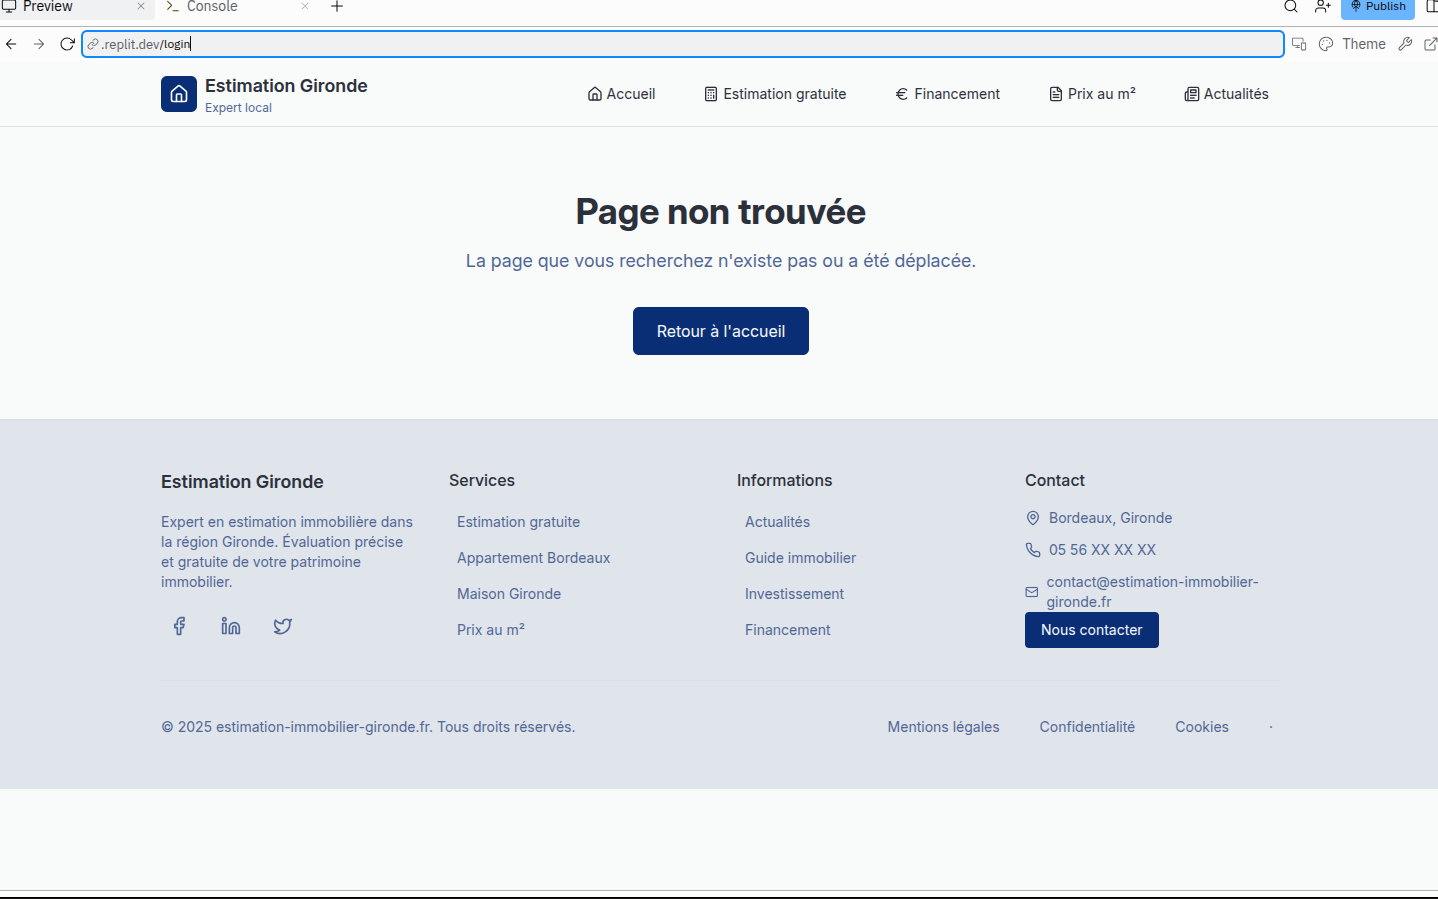 Preview
Console
Publish
.replit.dev/login
Theme
Estimation Gironde
Expert local
Accueil
Estimation gratuite
Financement
Prix au m²
Actualités
Page non trouvée
La page que vous recherchez n'existe pas ou a été déplacée.
Retour à l'accueil
Estimation Gironde
Expert en estimation immobilière dans
la région Gironde. Évaluation précise
et gratuite de votre patrimoine
immobilier.
Services
Estimation gratuite
Appartement Bordeaux
Maison Gironde
Prix au m²
Informations
Actualités
Guide immobilier
Investissement
Financement
Contact
Bordeaux, Gironde
05 56 XX XX XX
contact@estimation-immobilier-
gironde.fr
Nous contacter
© 2025 estimation-immobilier-gironde.fr. Tous droits réservés.
Mentions légales
Confidentialité
Cookies
·